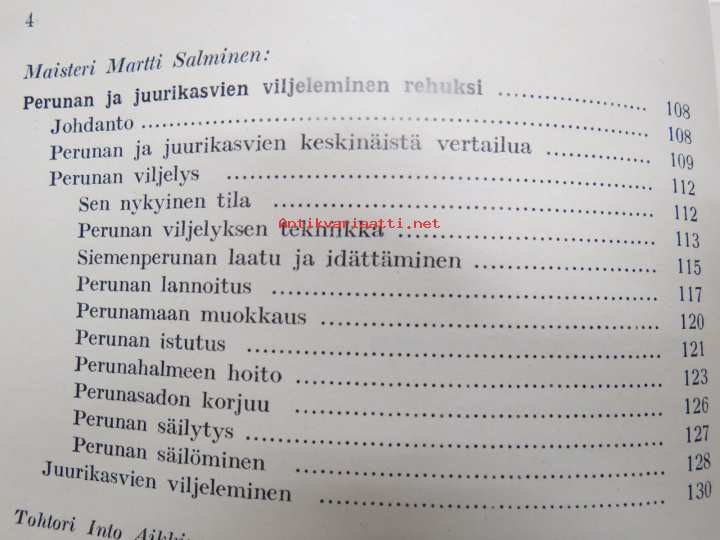 4
Maisteri Martti Salminen:
Perunan ja juurikasvien viljeleminen rehuksi .................... 108
Johdanto .................... 108
Perunan ja juurikasvien keskinäistä vertailua .................... 109
Perunan viljelys .................... 112
Sen nykyinen tila .................... 112
Antikvariaatti.net
Perunan viljelyksen tekniikka .................... 113
Siemenperunan laatu ja idättäminen .................... 115
Perunan lannoitus .................... 117
Perunamaan muokkaus .................... 120
Perunan istutus .................... 121
Perunahalmeen hoito .................... 123
Perunasadon korjuu .................... 126
Perunan säilytys .................... 127
Perunan säilöminen .................... 128
Juurikasvien viljeleminen .................... 130
Tohtori Into